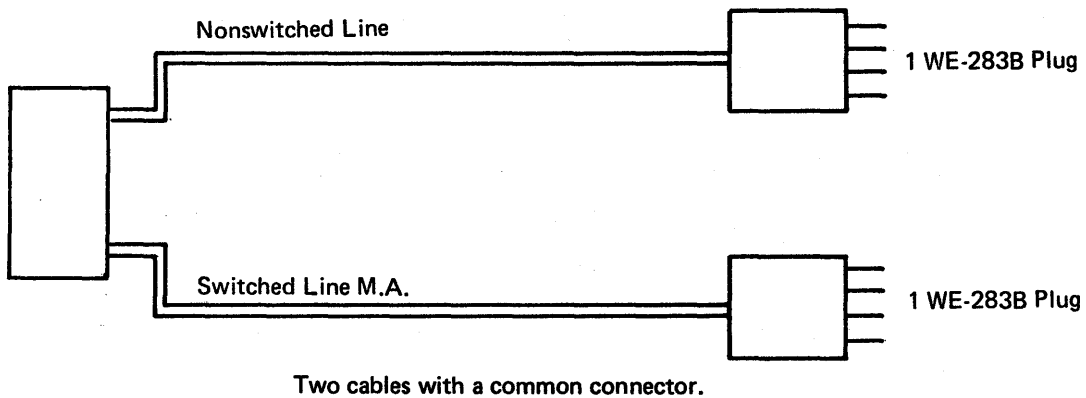 Nonswitched Line
1 WE-283B Plug
Switched Line M.A.
1 WE-283B Plug
Two cables with a common connector.